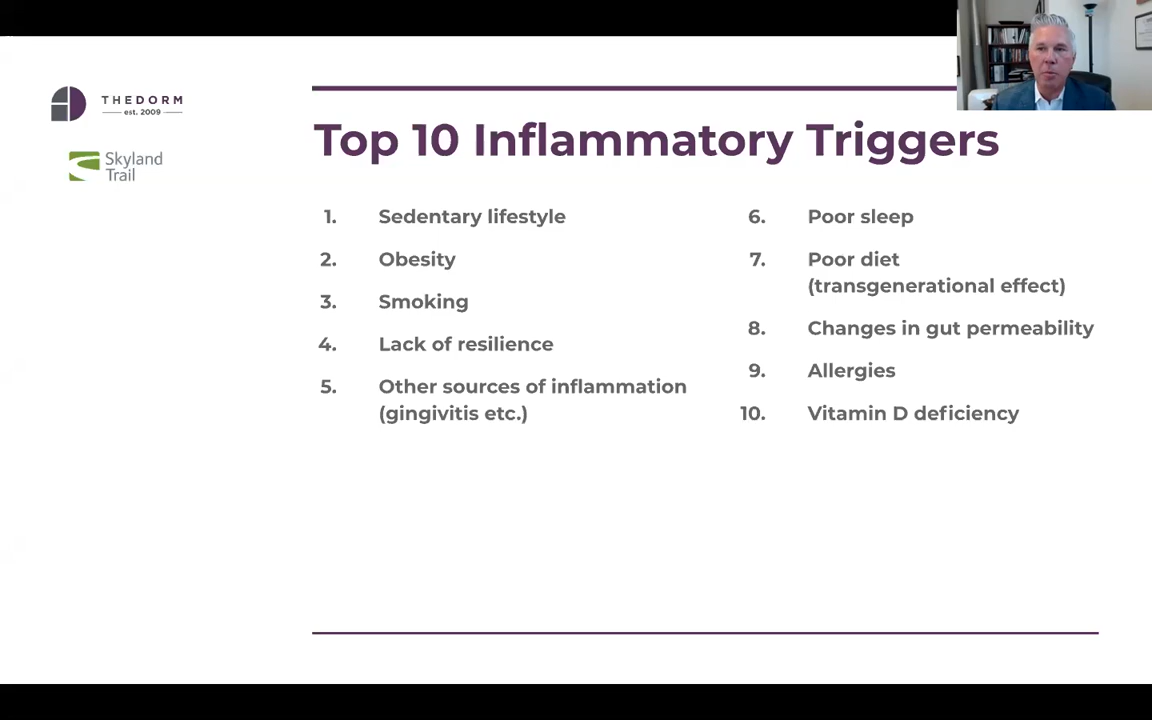 THEDORM
est. 2009
Skyland
Trail
Top 10 Inflammatory Triggers
1. Sedentary lifestyle
2. Obesity
3. Smoking
4. Lack of resilience
5. Other sources of inflammation
(gingivitis etc.)
6. Poor sleep
7. Poor diet
(transgenerational effect)
8. Changes in gut permeability
9. Allergies
10. Vitamin D deficiency